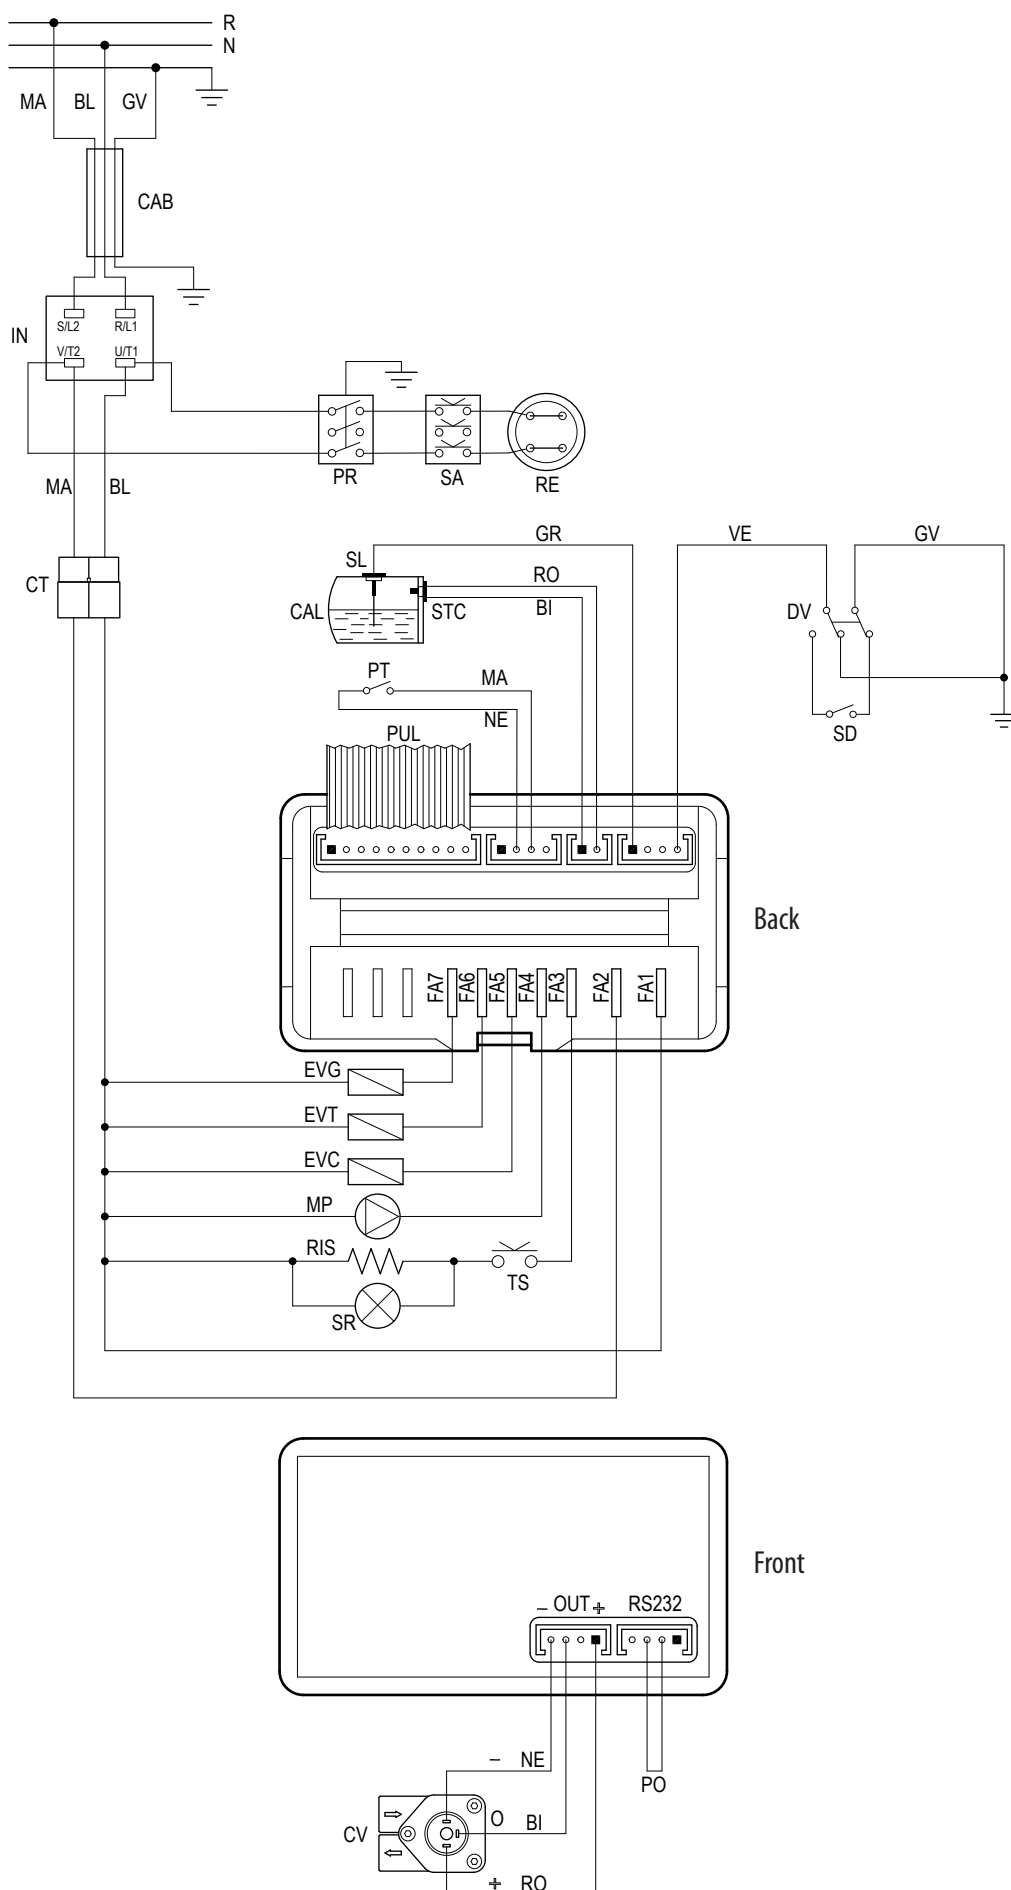 R
N
MA BL GV
CAB
IN
S/L2 R/L1
V/T2 U/T1
PR SA RE
MA BL
GR VE GV
SL
CT
RO
CAL STC BI
DV
PT MA
NE
SD
PUL
Back
FA7 FA6 FA5 FA4 FA3 FA2 FA1
EVG
EVT
EVC
MP
RIS
TS
SR
Front
– OUT + RS232
– NE
PO
O BI
CV
+ RO